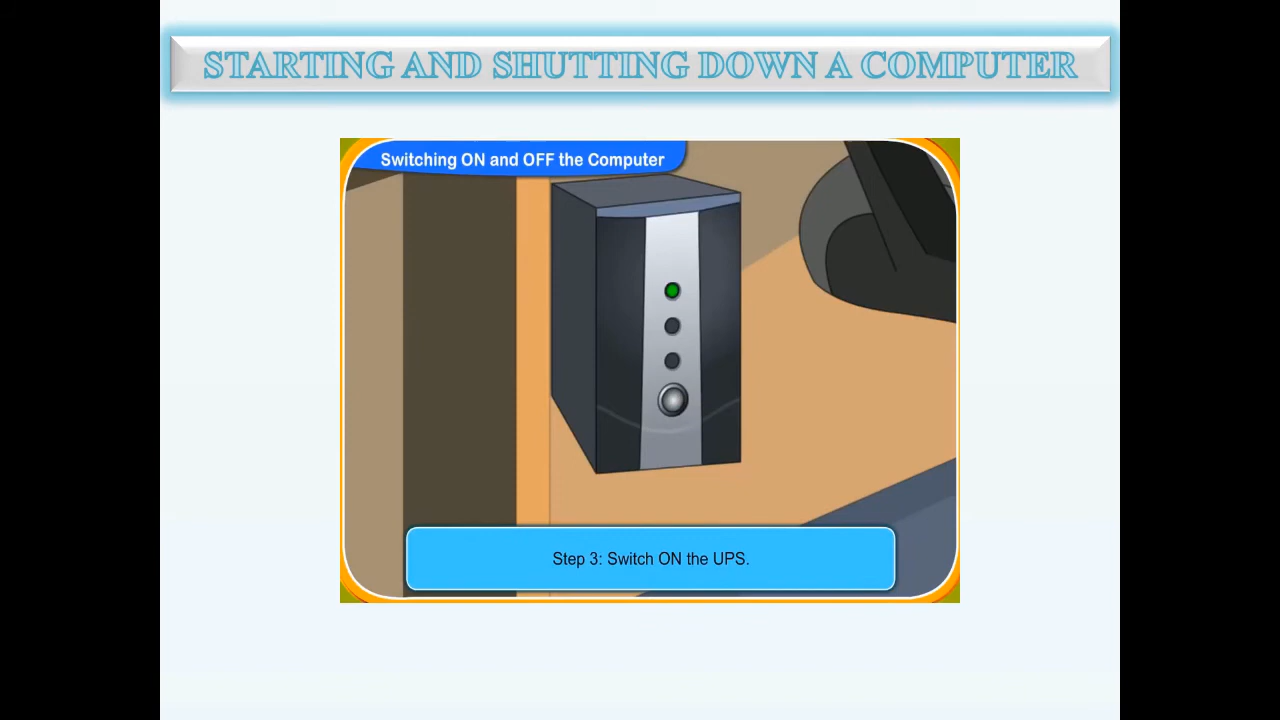 STARTING AND SHUTTING DOWN A COMPUTER
Switching ON and OFF the Computer
Step 3: Switch ON the UPS.